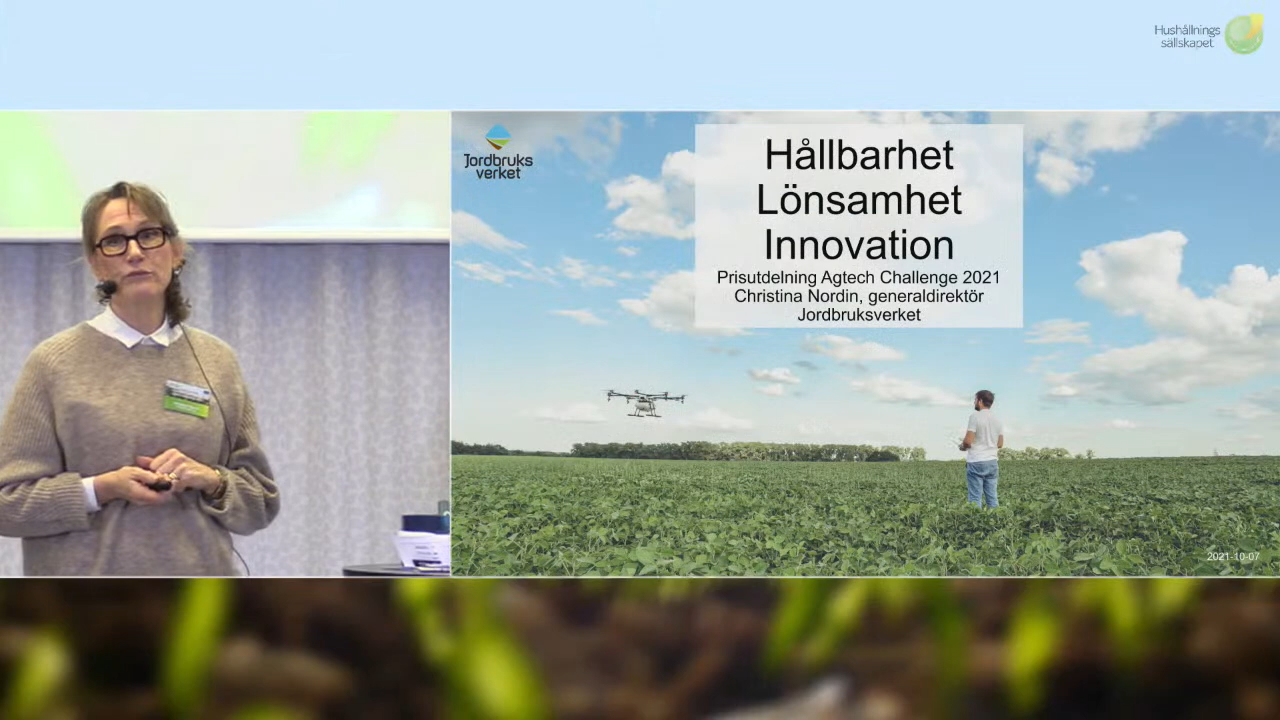 Hushållnings
sällskapet
Jordbruks
verket
Hållbarhet
Lönsamhet
Innovation
Prisutdelning Agtech Challenge 2021
Christina Nordin, generaldirektör
Jordbruksverket
2021-10-07